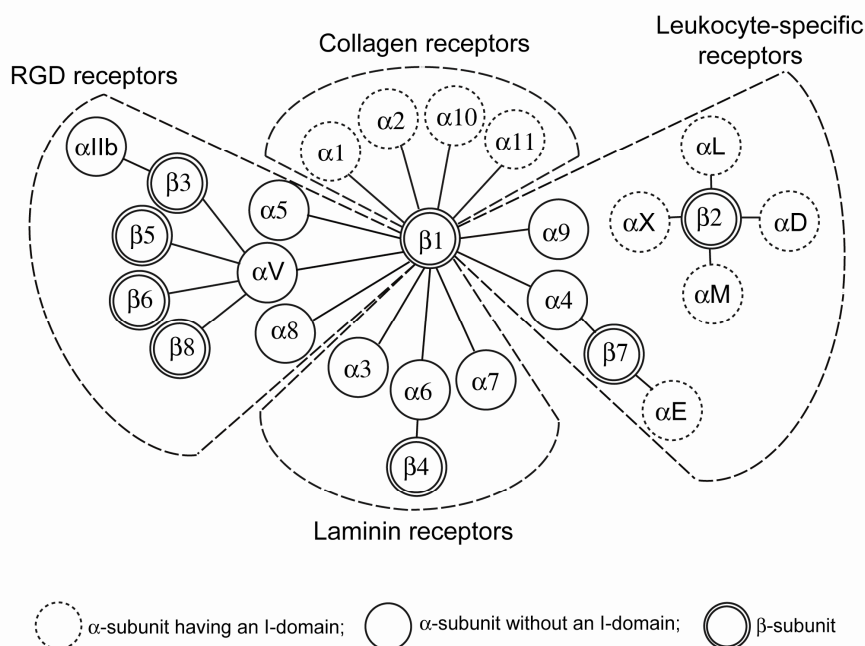 Leukocyte-specific
receptors
Collagen receptors
RGD receptors
αIIb
β3
β5
β6
β8
αV
α5
α8
α1
α2
α10
α11
β1
α9
α4
β7
αE
αL
αX
β2
αD
αM
α3
α6
α7
β4
Laminin receptors
α-subunit having an I-domain;
α-subunit without an I-domain;
β-subunit